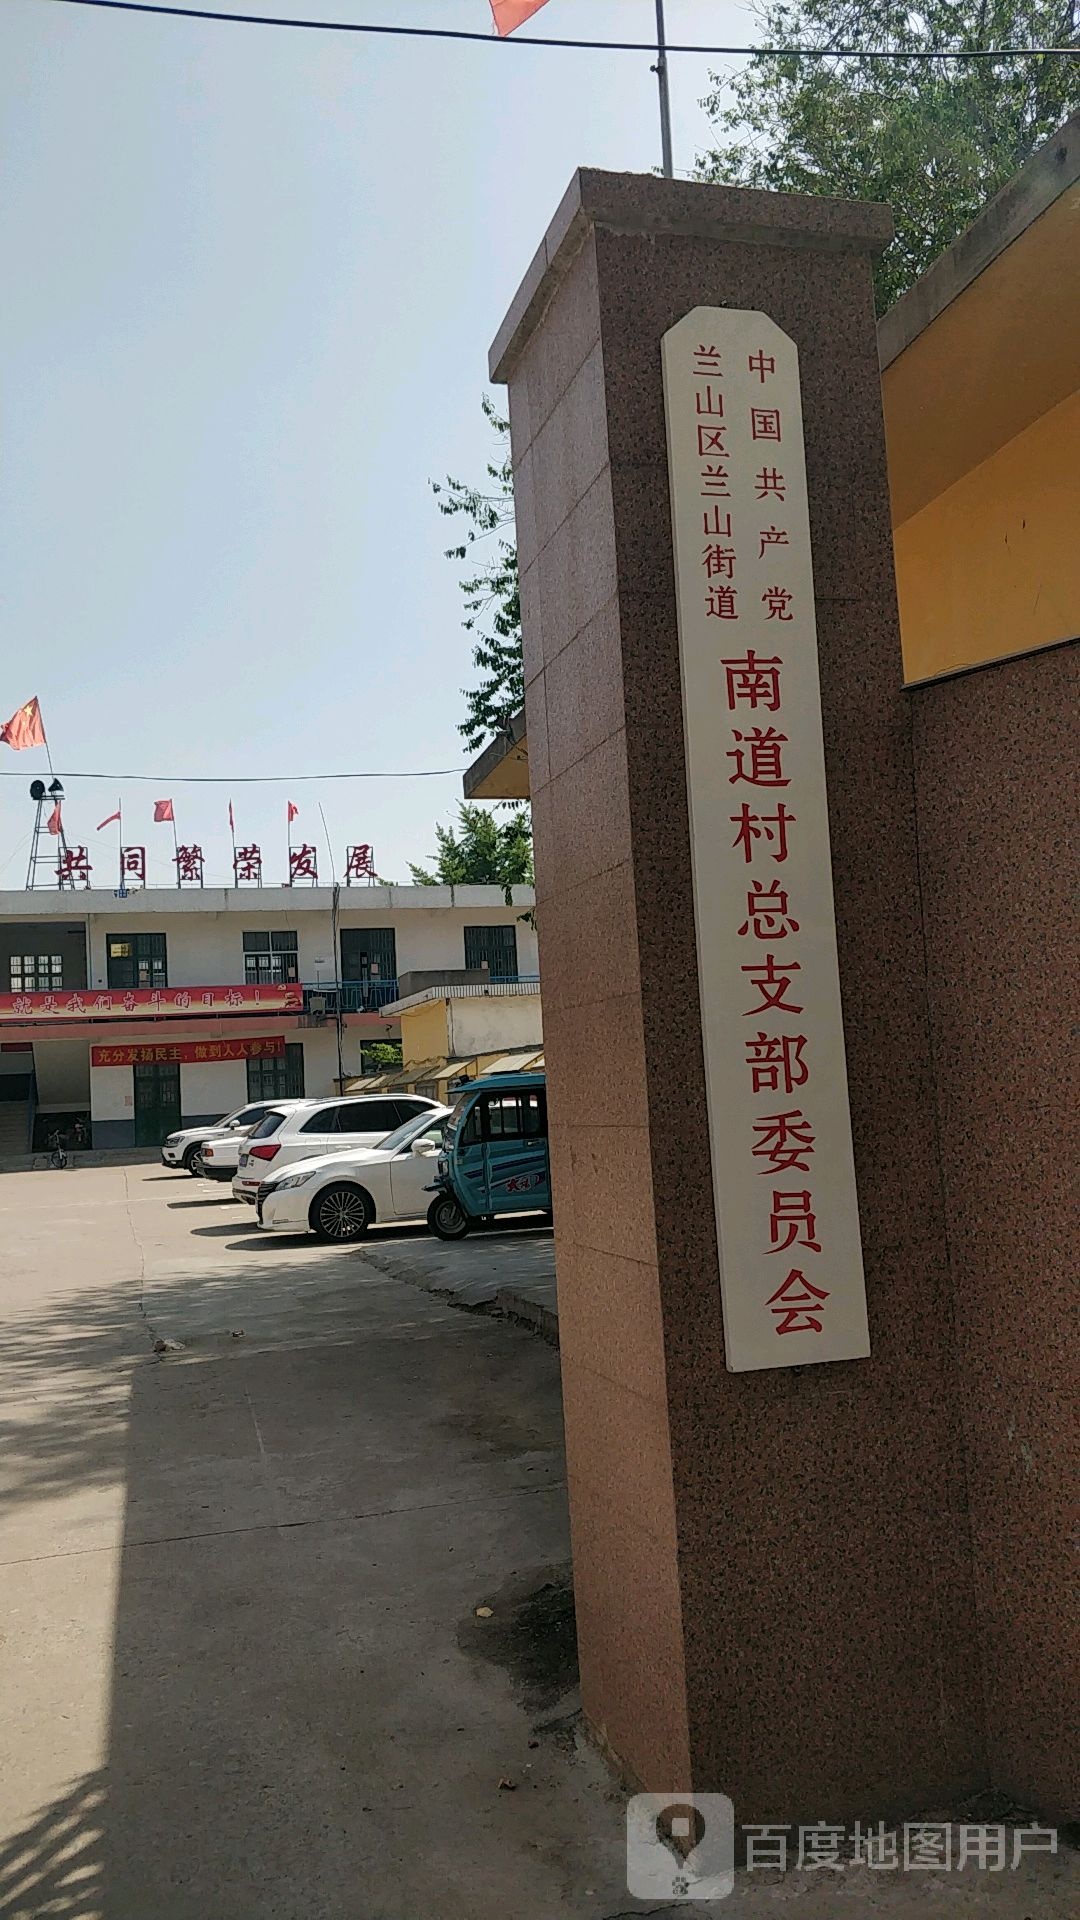 中国共产党
兰山区兰山街道
南道村总支部委员会
共同繁荣发展
就是我们奋斗的目标！
充分发扬民主，做到人人参与！
百度地图用户